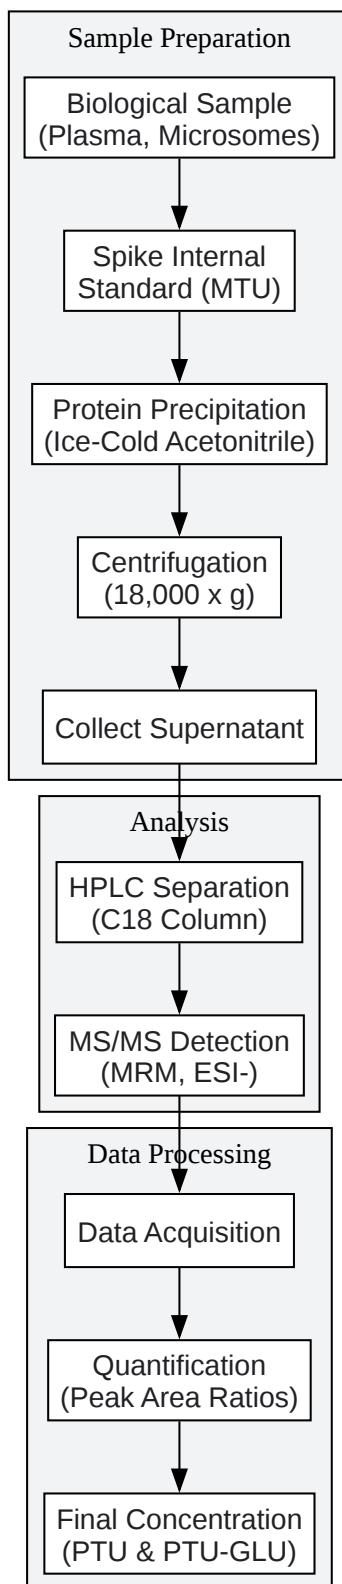 Sample Preparation
Biological Sample
(Plasma, Microsomes)
Spike Internal
Standard (MTU)
Protein Precipitation
(Ice-Cold Acetonitrile)
Centrifugation
(18,000 x g)
Collect Supernatant
Analysis
HPLC Separation
(C18 Column)
MS/MS Detection
(MRM, ESI-)
Data Processing
Data Acquisition
Quantification
(Peak Area Ratios)
Final Concentration
(PTU & PTU-GLU)